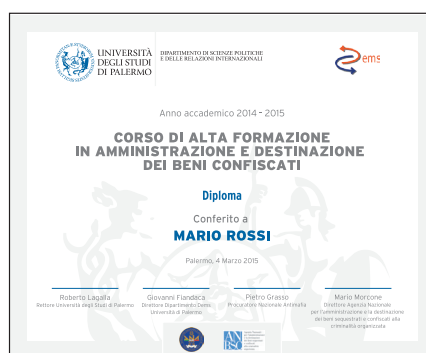 UNIVERSITÀ
DEGLI STUDI
DI PALERMO
DIPARTIMENTO DI SCIENZE POLITICHE
E DELLE RELAZIONI INTERNAZIONALI
ems
Anno accademico 2014 - 2015
CORSO DI ALTA FORMAZIONE
IN AMMINISTRAZIONE E DESTINAZIONE
DEI BENI CONFISCATI
Diploma
Conferito a
MARIO ROSSI
Palermo, 4 Marzo 2015
Roberto Lagalla
Rettore Università degli Studi di Palermo
Giovanni Fiandaca
Direttore Dipartimento Dems
Università di Palermo
Pietro Grasso
Procuratore Nazionale Antimafia
Mario Morcone
Direttore Agenzia Nazionale
per l'amministrazione e la destinazione
dei beni sequestrati e confiscati alla
criminalità organizzata